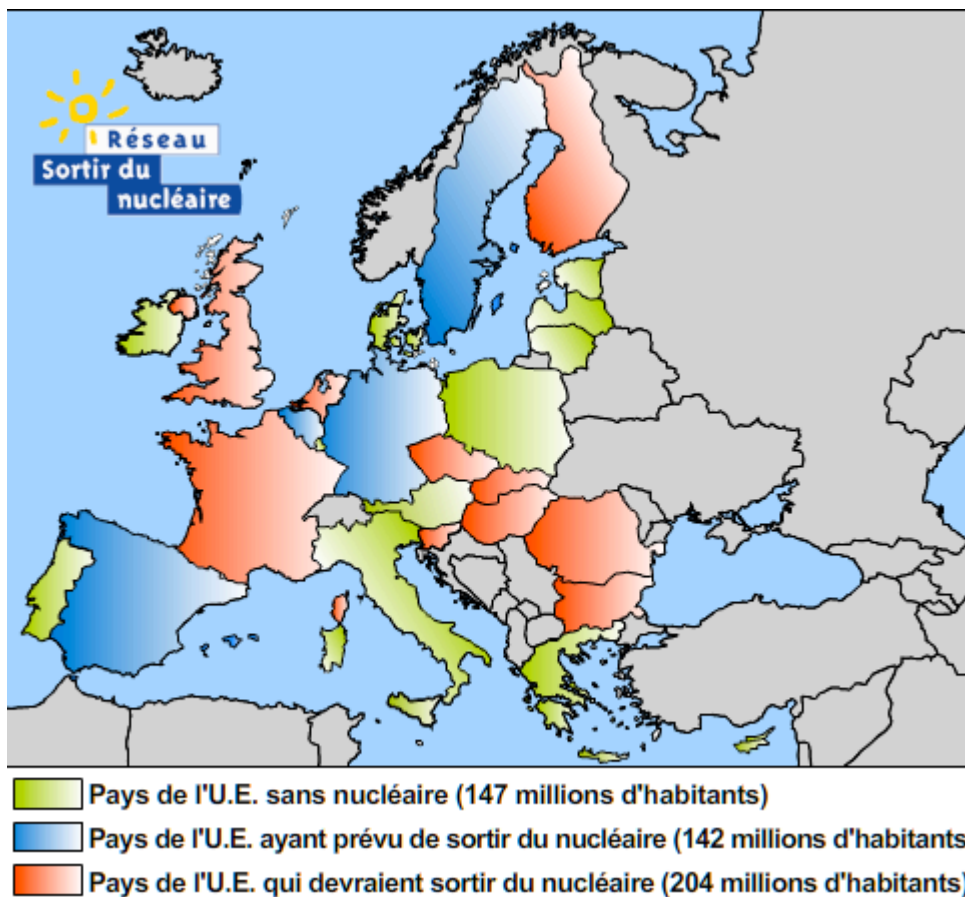 Réseau
Sortir du
nucléaire
Pays de l'U.E. sans nucléaire (147 millions d'habitants)
Pays de l'U.E. ayant prévu de sortir du nucléaire (142 millions d'habitants
Pays de l'U.E. qui devraient sortir du nucléaire (204 millions d'habitants)